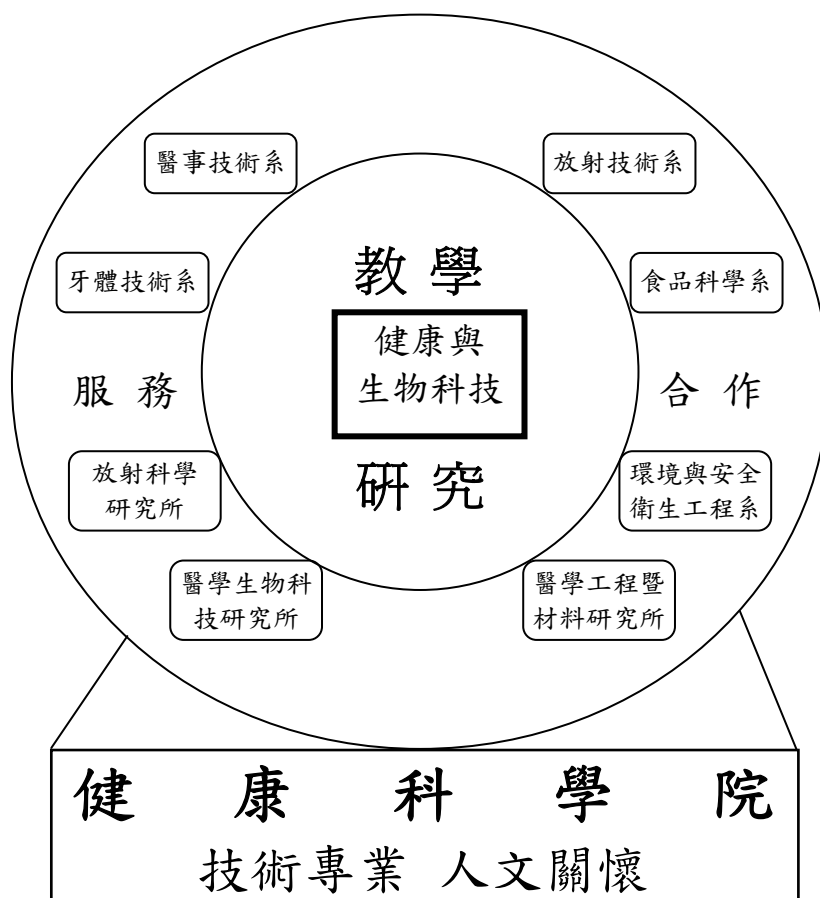 醫事技術系
放射技術系
教學
牙體技術系
食品科學系
健康與
生物科技
服務
合作
研究
放射科學
研究所
環境與安全
衛生工程系
醫學生物科
技研究所
醫學工程暨
材料研究所
健康科學院
技術專業 人文關懷